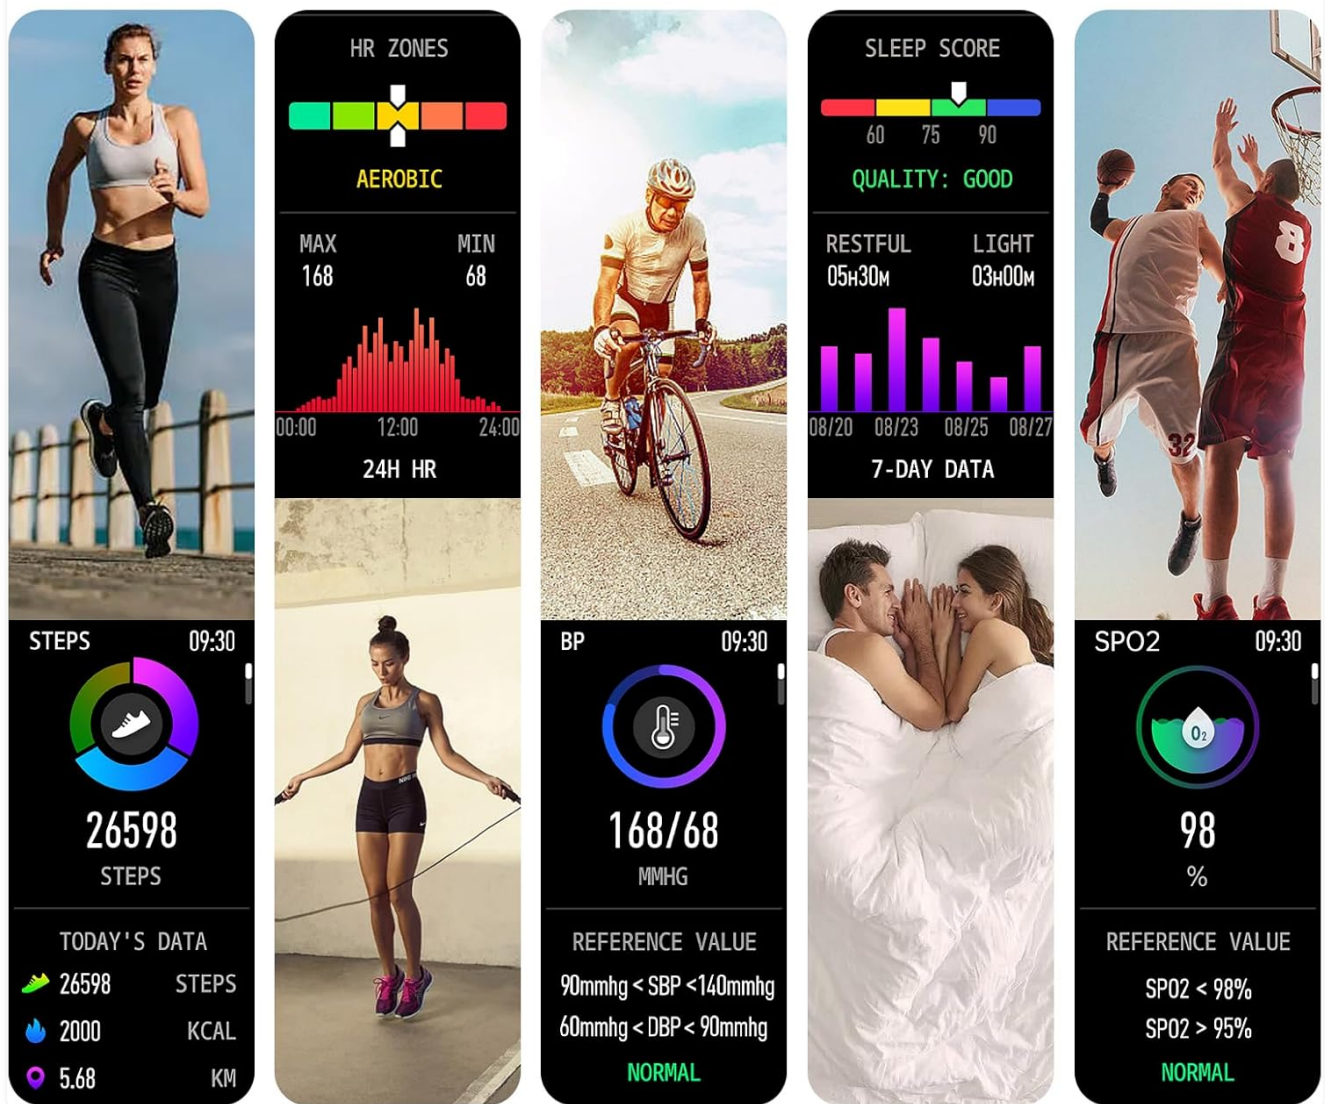 STEPS 09:30
26598
STEPS
TODAY'S DATA
26598 STEPS
2000 KCAL
5.68 KM
HR ZONES
AEROBIC
MAX MIN
168 68
00:00 12:00 24:00
24H HR
BP 09:30
168/68
MMHG
REFERENCE VALUE
90mmhg < SBP <140mmhg
60mmhg < DBP < 90mmhg
NORMAL
SLEEP SCORE
60 75 90
QUALITY: GOOD
RESTFUL LIGHT
05H30M 03H00M
08/20 08/23 08/25 08/27
7-DAY DATA
8
32
SPO2 09:30
O2
98
%
REFERENCE VALUE
SPO2 < 98%
SPO2 > 95%
NORMAL